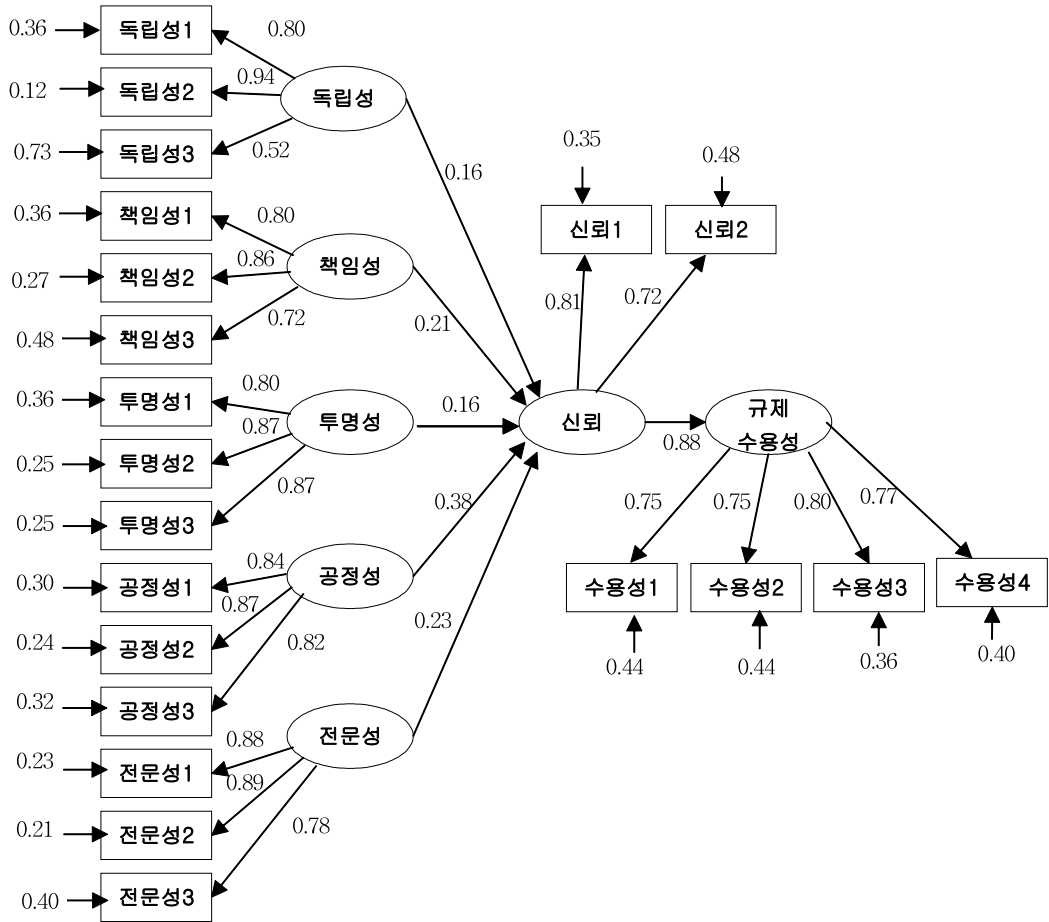 0.36
독립성1
0.80
0.12
독립성2
0.94
독립성
0.73
독립성3
0.52
0.16
0.35
0.48
0.36
책임성1
0.80
신뢰1
신뢰2
0.27
책임성2
0.86
책임성
0.48
책임성3
0.72
0.21
0.81
0.72
0.36
투명성1
0.80
0.25
투명성2
0.87
투명성
0.16
신뢰
0.88
규제
수용성
0.25
투명성3
0.87
0.38
0.75
0.75
0.80
0.77
0.30
공정성1
0.84
공정성
수용성1
수용성2
수용성3
수용성4
0.24
공정성2
0.87
0.23
0.44
0.44
0.36
0.40
0.32
공정성3
0.82
0.23
전문성1
0.88
전문성
0.21
전문성2
0.89
0.40
전문성3
0.78